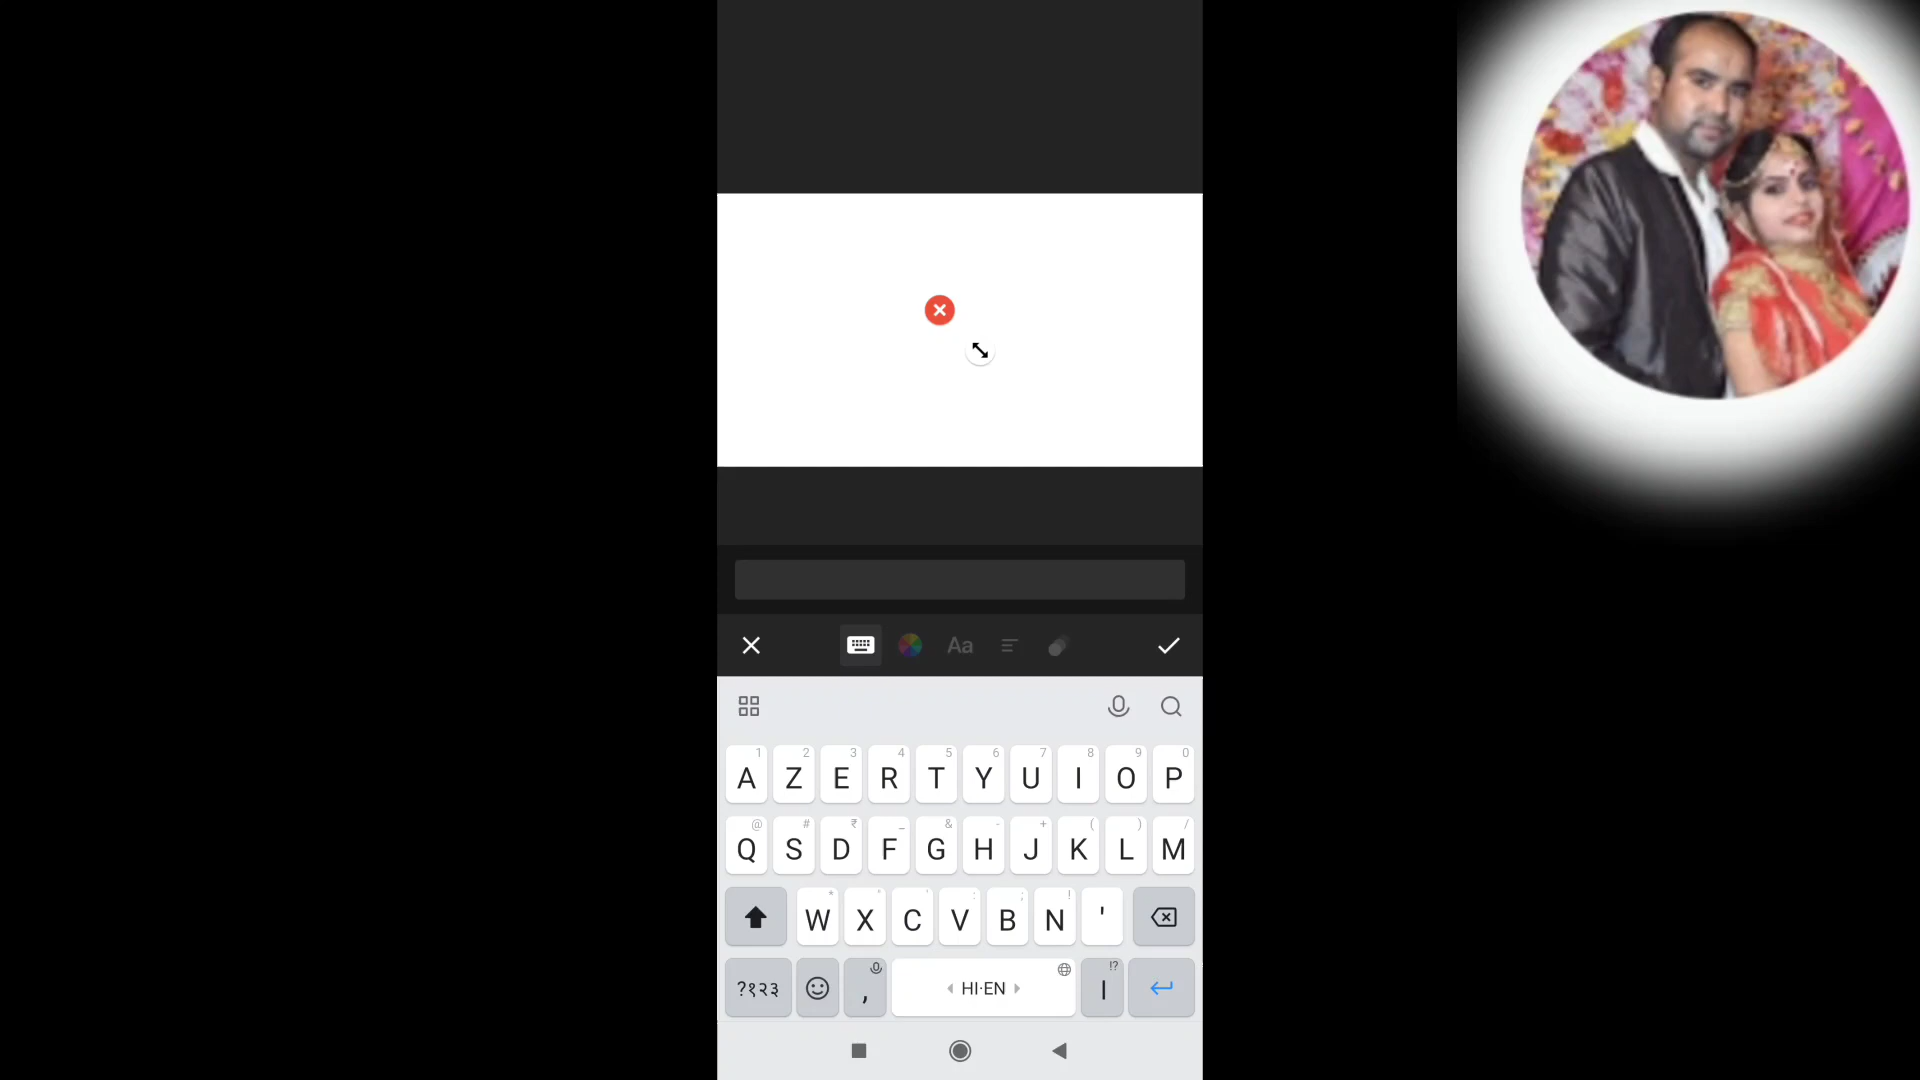 Aa
1 2 3 4 5 6 7 8 9 0
A Z E R T Y U I O P
@ # ₹ _ & - + ( ) /
Q S D F G H J K L M
* " ' : ; !
W X C V B N '
!?
?१२३ , HI·EN |